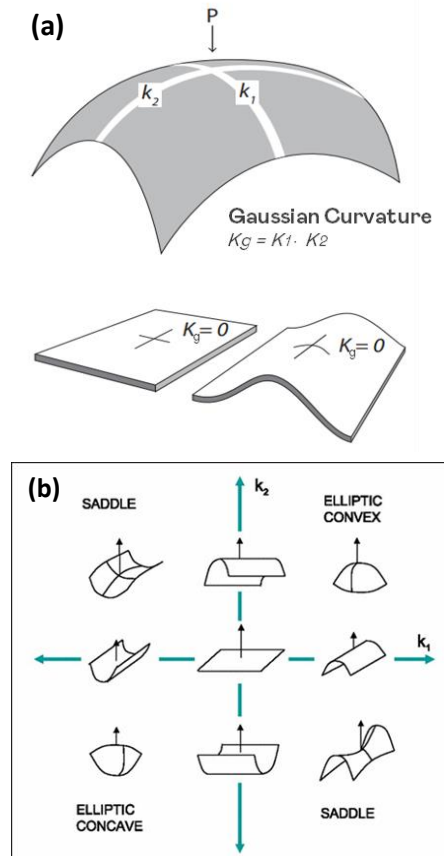 (a)
P
k₂
k₁
Gaussian Curvature
Kg = K1 · K2
Kg = 0
Kg = 0
(b)
k₂
SADDLE
ELLIPTIC
CONVEX
k₁
ELLIPTIC
CONCAVE
SADDLE